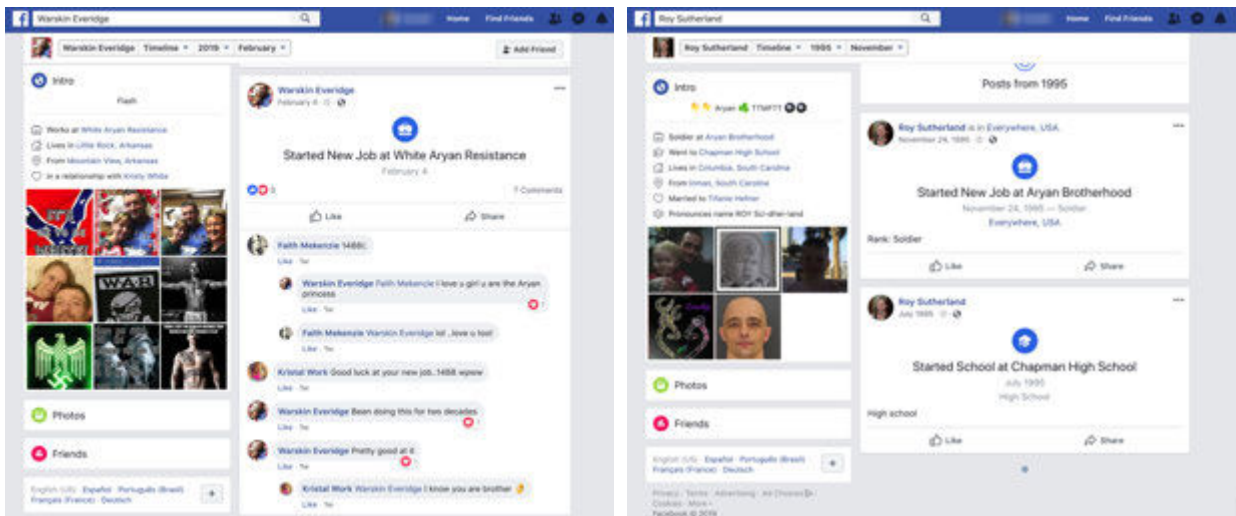 Warskin Everidge
Home Find Friends
Warskin Everidge Timeline 2019 February
Add Friend
Intro
Flash
Works at White Aryan Resistance
Lives in Little Rock, Arkansas
From Mountain View, Arkansas
In a relationship with Kristy White
WAR
Photos
Friends
English (US) · Español · Português (Brasil)
Français (France) · Deutsch
Warskin Everidge
February 4
Started New Job at White Aryan Resistance
February 4
7 Comments
Like Share
Faith Mekenzie 1488!.
Like · 1w
Warskin Everidge Faith Mekenzie I love u girl u are the Aryan
princess
Like · 1w
Faith Mekenzie Warskin Everidge lol ..love u too!
Like · 1w
Kristal Work Good luck at your new job..1488 wpww
Like · 1w
Warskin Everidge Been doing this for two decades
Like · 1w
Warskin Everidge Pretty good at it
Like · 1w
Kristal Work Warskin Everidge I know you are brother
Like · 1w
Roy Sutherland
Home Find Friends
Roy Sutherland Timeline 1995 November
Intro
Aryan
Soldier at Aryan Brotherhood
Went to Chapman High School
Lives in Columbia, South Carolina
From Inman, South Carolina
Married to Tifanie Hefner
Pronounces name ROY SU-ther-land
Photos
Friends
English (US) · Español · Português (Brasil)
Français (France) · Deutsch
Privacy · Terms · Advertising · Ad Choices
Cookies · More
Facebook © 2019
Posts from 1995
Roy Sutherland is in Everywhere, USA.
November 24, 1995
Started New Job at Aryan Brotherhood
November 24, 1995 — Soldier
Everywhere, USA
Rank: Soldier
Like Share
Roy Sutherland
July 1995
Started School at Chapman High School
July 1995
High School
High school
Like Share